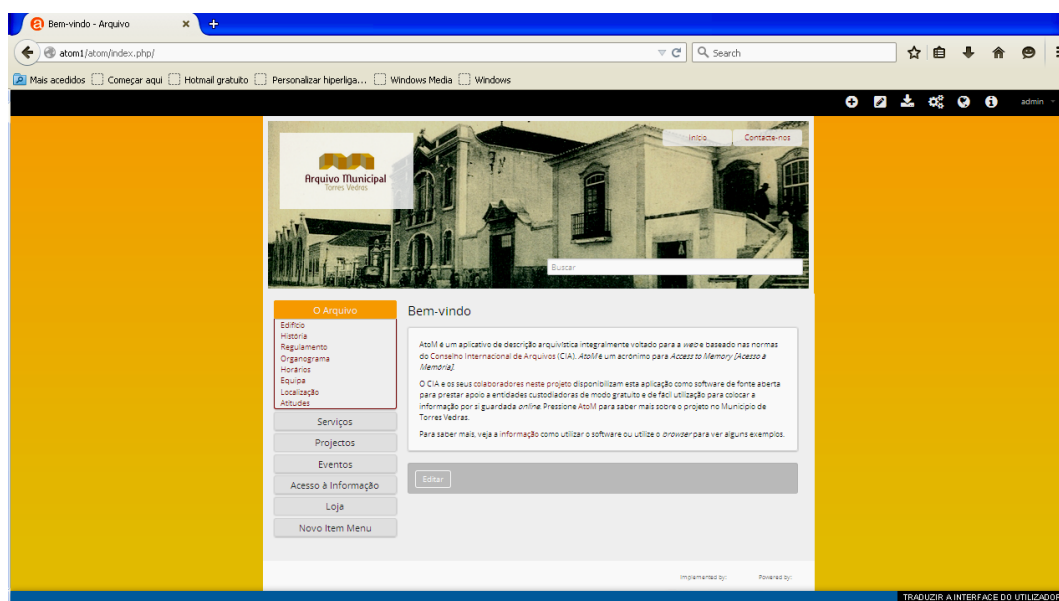 Bem-vindo - Arquivo
atom1/atom/index.php/
Search
Mais acedidos Começar aqui Hotmail gratuito Personalizar hiperliga... Windows Media Windows
admin
Início Contacte-nos
Arquivo Municipal
Torres Vedras
Buscar
O Arquivo
Edifício
História
Regulamento
Organograma
Horários
Equipa
Localização
Atitudes
Serviços
Projectos
Eventos
Acesso à Informação
Loja
Novo Item Menu
Bem-vindo
AtoM é um aplicativo de descrição arquivística integralmente voltado para a web e baseado nas normas
do Conselho Internacional de Arquivos (CIA). AtoM é um acrónimo para Access to Memory [Acesso à
Memória].
O CIA e os seus colaboradores neste projeto disponibilizam esta aplicação como software de fonte aberta
para prestar apoio a entidades custodiadoras de modo gratuito e de fácil utilização para colocar a
informação por si guardada online. Pressione AtoM para saber mais sobre o projeto no Município de
Torres Vedras.
Para saber mais, veja a informação como utilizar o software ou utilize o browser para ver alguns exemplos.
Editar
Implemented by: Powered by:
TRADUZIR A INTERFACE DO UTILIZADOR